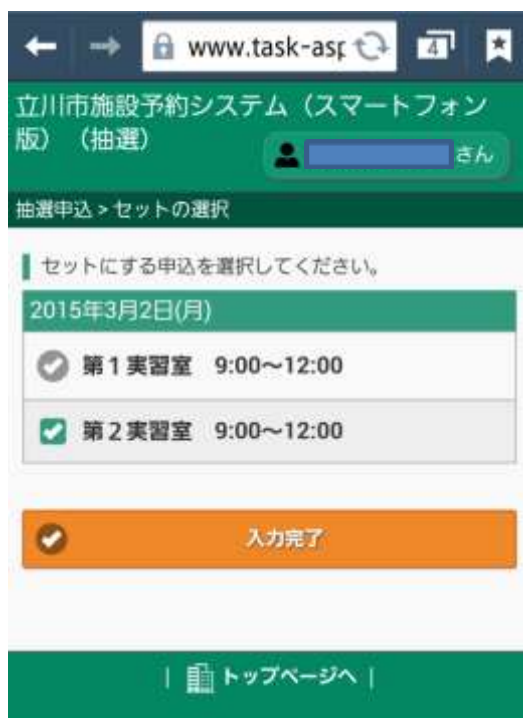 www.task-asp
4
立川市施設予約システム（スマートフォン
版）（抽選）
さん
抽選申込＞セットの選択
セットにする申込を選択してください。
2015年3月2日(月)
第１実習室 9:00～12:00
第２実習室 9:00～12:00
入力完了
| トップページへ |